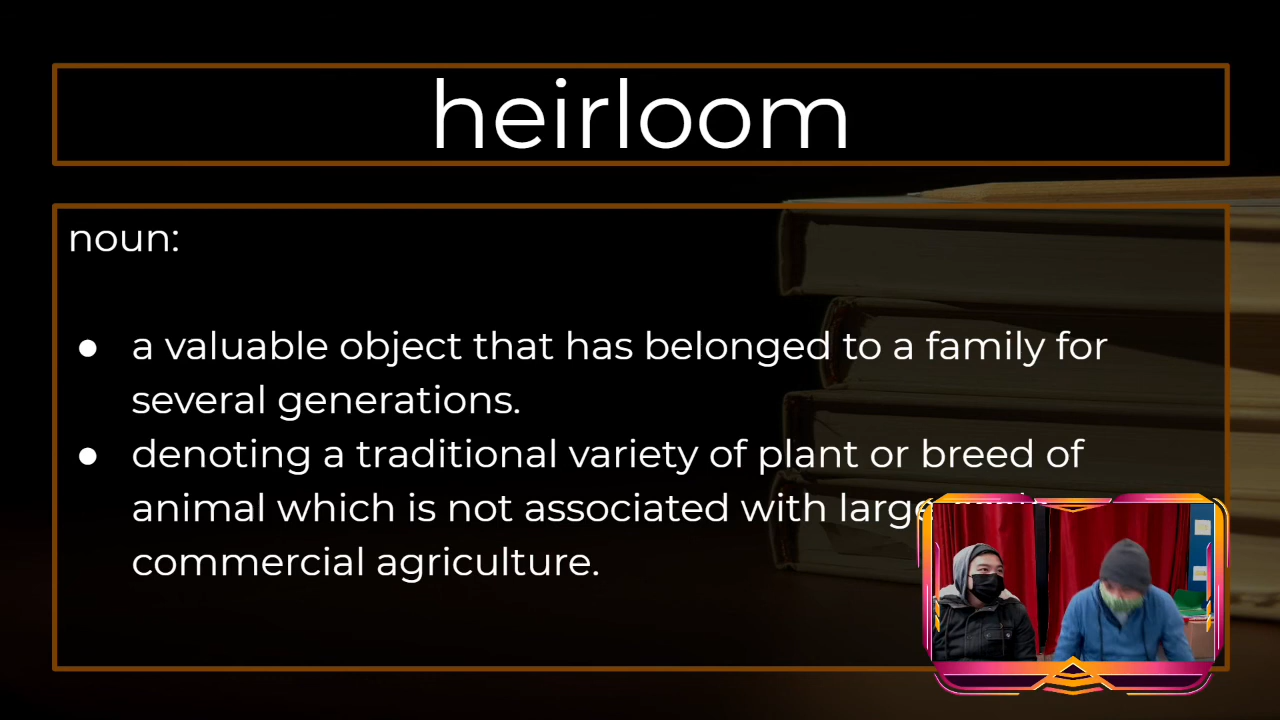 heirloom
noun:
● a valuable object that has belonged to a family for
several generations.
● denoting a traditional variety of plant or breed of
animal which is not associated with large
commercial agriculture.